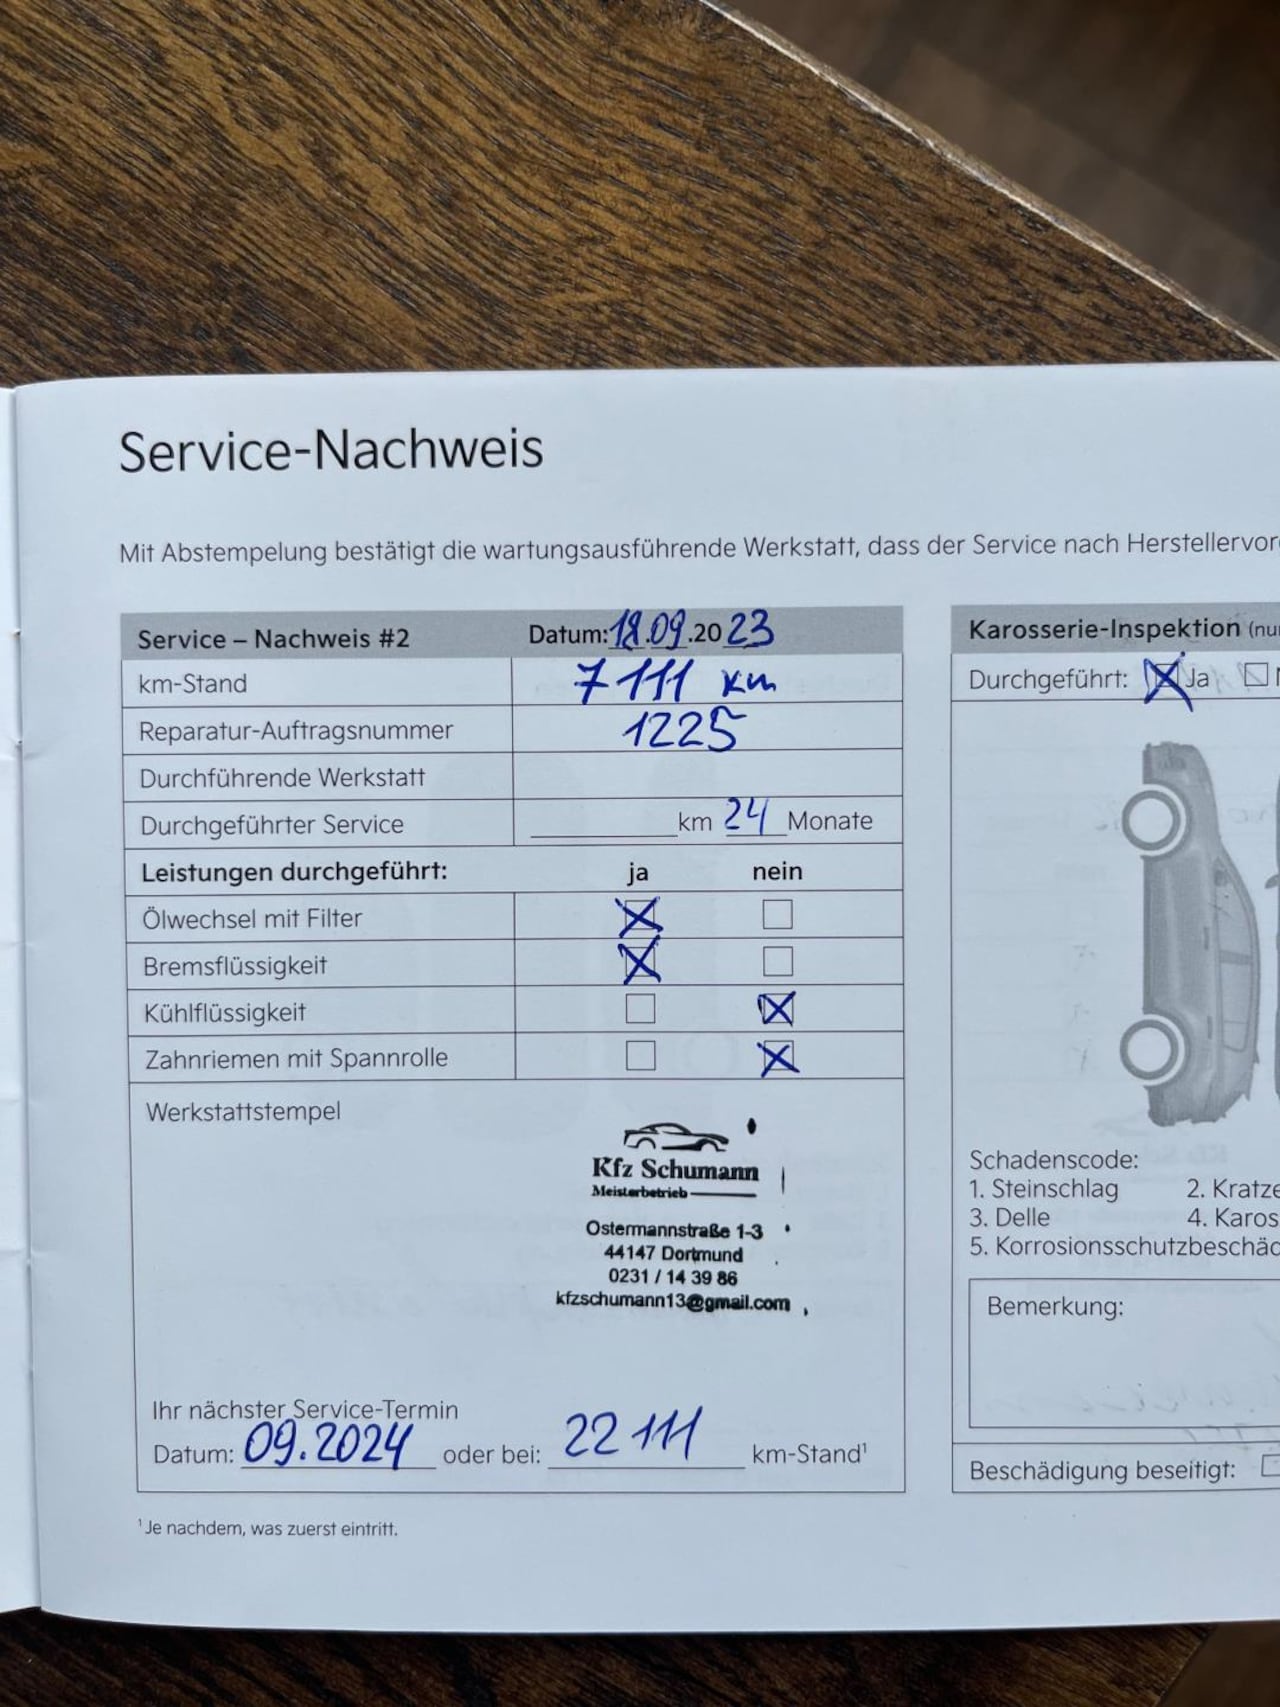 Service-Nachweis
Mit Abstempelung bestätigt die wartungsausführende Werkstatt, dass der Service nach Herstellervor
Service – Nachweis #2 Datum: 18.09.2023
km-Stand 7 111 km
Reparatur-Auftragsnummer 1225
Durchführende Werkstatt
Durchgeführter Service km 24 Monate
Leistungen durchgeführt: ja nein
Ölwechsel mit Filter
Bremsflüssigkeit
Kühlflüssigkeit
Zahnriemen mit Spannrolle
Werkstattstempel
Kfz Schumann
Meisterbetrieb
Ostermannstraße 1-3
44147 Dortmund
0231 / 14 39 86
kfzschumann13@gmail.com
Ihr nächster Service-Termin
Datum: 09.2024 oder bei: 22 111 km-Stand¹
¹ Je nachdem, was zuerst eintritt.
Karosserie-Inspektion (nu
Durchgeführt: Ja
Schadenscode:
1. Steinschlag 2. Kratze
3. Delle 4. Karos
5. Korrosionsschutzbeschäd
Bemerkung:
Beschädigung beseitigt: